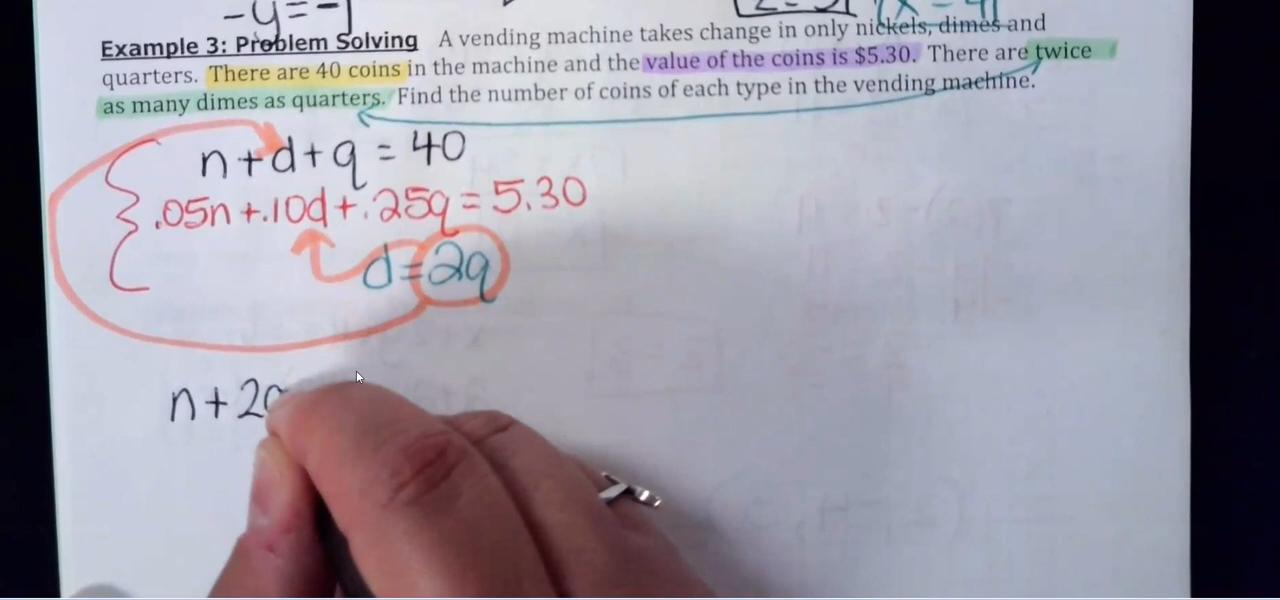 -y = -1
Example 3: Problem Solving A vending machine takes change in only nickels, dimes and
quarters. There are 40 coins in the machine and the value of the coins is $5.30. There are twice
as many dimes as quarters. Find the number of coins of each type in the vending machine.
n+d+q = 40
.05n +.10d +.25q = 5.30
d=2q
n+2q